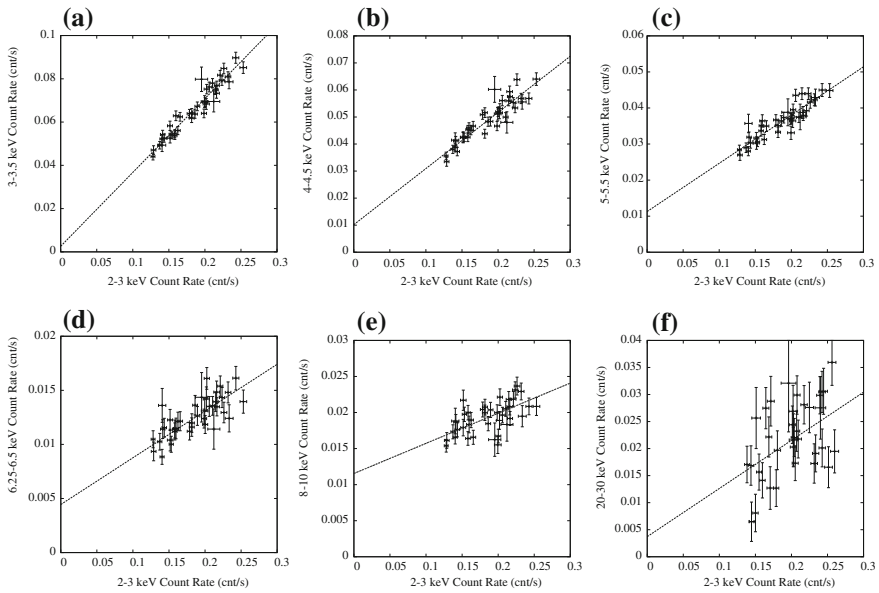 (a)
0.1
0.08
0.06
0.04
0.02
0
3-3.5 keV Count Rate (cnt/s)
0 0.05 0.1 0.15 0.2 0.25 0.3
2-3 keV Count Rate (cnt/s)
(b)
0.08
0.07
0.06
0.05
0.04
0.03
0.02
0.01
0
4-4.5 keV Count Rate (cnt/s)
0 0.05 0.1 0.15 0.2 0.25 0.3
2-3 keV Count Rate (cnt/s)
(c)
0.06
0.05
0.04
0.03
0.02
0.01
0
5-5.5 keV Count Rate (cnt/s)
0 0.05 0.1 0.15 0.2 0.25 0.3
2-3 keV Count Rate (cnt/s)
(d)
0.02
0.015
0.01
0.005
0
6.25-6.5 keV Count Rate (cnt/s)
0 0.05 0.1 0.15 0.2 0.25 0.3
2-3 keV Count Rate (cnt/s)
(e)
0.03
0.025
0.02
0.015
0.01
0.005
0
8-10 keV Count Rate (cnt/s)
0 0.05 0.1 0.15 0.2 0.25 0.3
2-3 keV Count Rate (cnt/s)
(f)
0.04
0.035
0.03
0.025
0.02
0.015
0.01
0.005
0
20-30 keV Count Rate (cnt/s)
0 0.05 0.1 0.15 0.2 0.25 0.3
2-3 keV Count Rate (cnt/s)